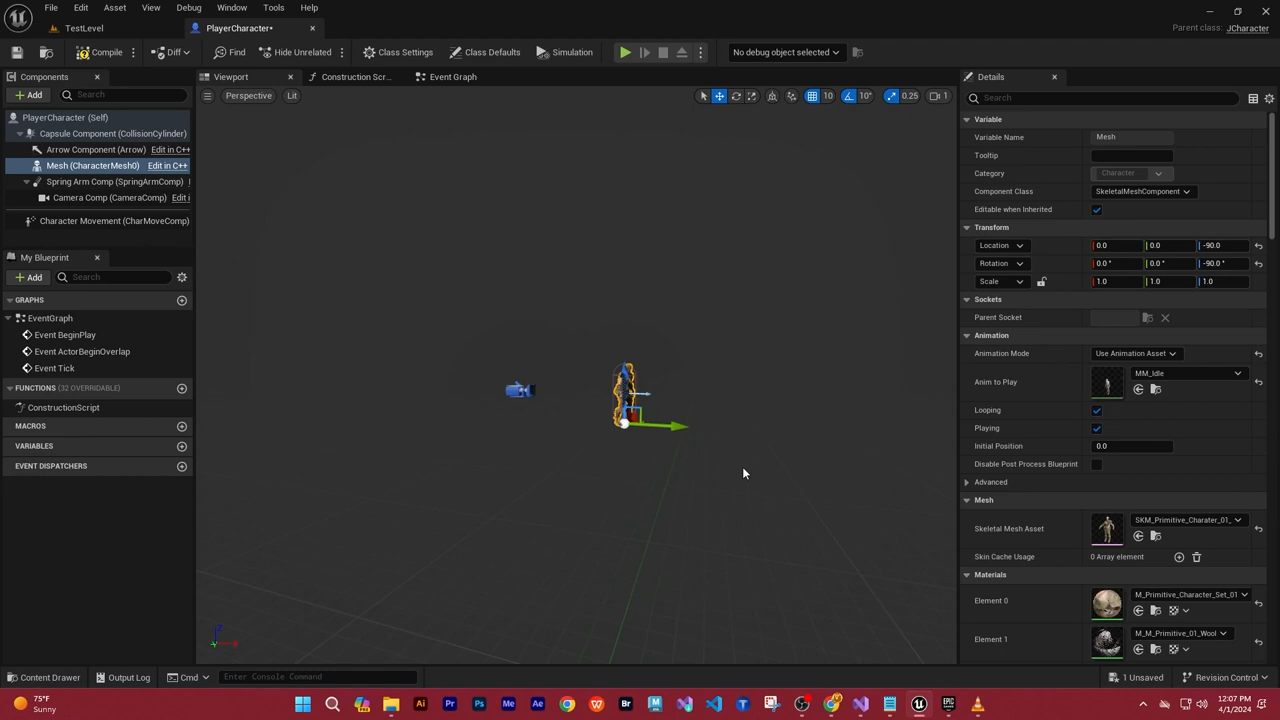 File Edit Asset View Debug Window Tools Help
TestLevel
PlayerCharacter*
Parent class: JCharacter
Compile
Diff
Find
Hide Unrelated
Class Settings
Class Defaults
Simulation
No debug object selected
Components
Viewport
Construction Scr...
Event Graph
Details
Add
Search
Perspective
Lit
10
10°
0.25
1
Search
PlayerCharacter (Self)
Capsule Component (CollisionCylinder)
Arrow Component (Arrow) Edit in C++
Mesh (CharacterMesh0) Edit in C++
Spring Arm Comp (SpringArmComp)
Camera Comp (CameraComp) Edit i
Character Movement (CharMoveComp)
My Blueprint
Add
Search
GRAPHS
EventGraph
Event BeginPlay
Event ActorBeginOverlap
Event Tick
FUNCTIONS (32 OVERRIDABLE)
ConstructionScript
MACROS
VARIABLES
EVENT DISPATCHERS
Variable
Variable Name Mesh
Tooltip
Category Character
Component Class SkeletalMeshComponent
Editable when Inherited
Transform
Location 0.0 0.0 -90.0
Rotation 0.0 ° 0.0 ° -90.0 °
Scale 1.0 1.0 1.0
Sockets
Parent Socket
Animation
Animation Mode Use Animation Asset
Anim to Play MM_Idle
Looping
Playing
Initial Position 0.0
Disable Post Process Blueprint
Advanced
Mesh
Skeletal Mesh Asset SKM_Primitive_Charater_01_
Skin Cache Usage 0 Array element
Materials
Element 0 M_Primitive_Character_Set_01
Element 1 M_M_Primitive_01_Wool
Content Drawer
Output Log
Cmd
Enter Console Command
1 Unsaved
Revision Control
75°F
Sunny
Ai
Pr
Ps
Me
Ae
Br
12:07 PM
4/1/2024